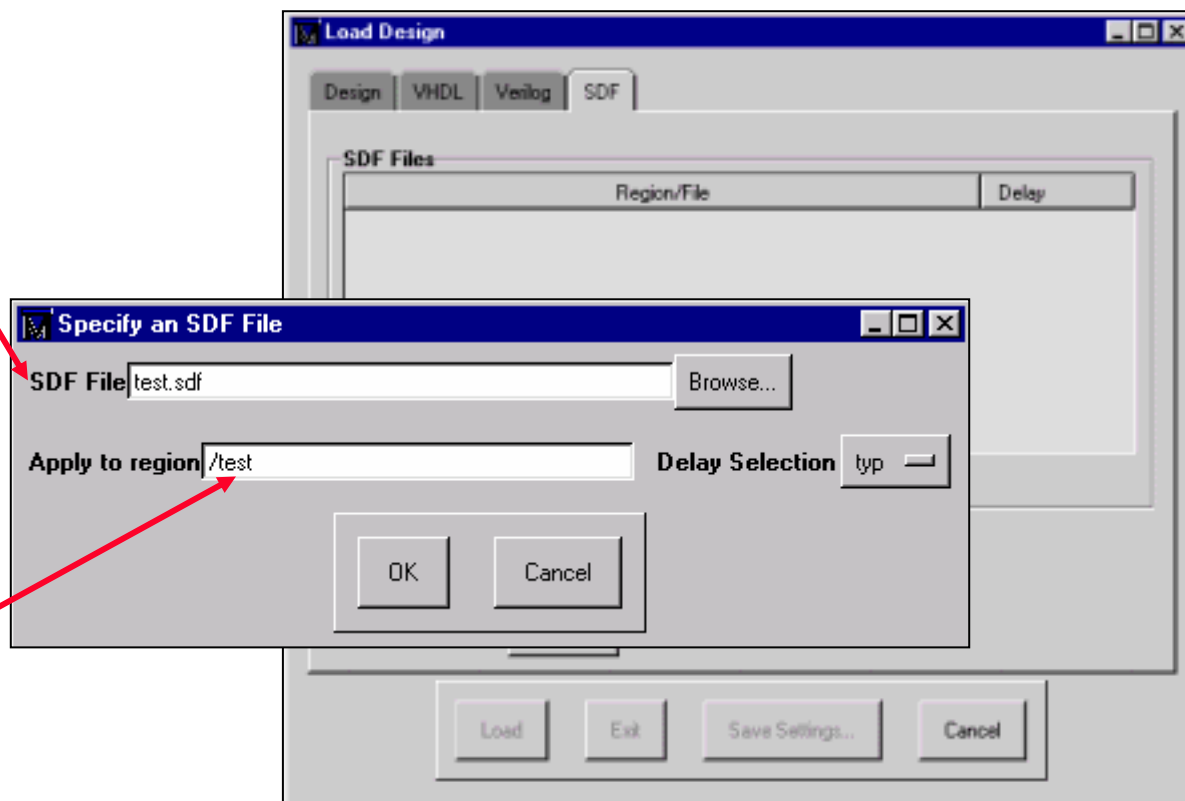 Load Design
Design VHDL Verilog SDF
SDF Files
Region/File Delay
Specify an SDF File
SDF File test.sdf Browse...
Apply to region /test Delay Selection typ
OK Cancel
Load Exit Save Settings... Cancel